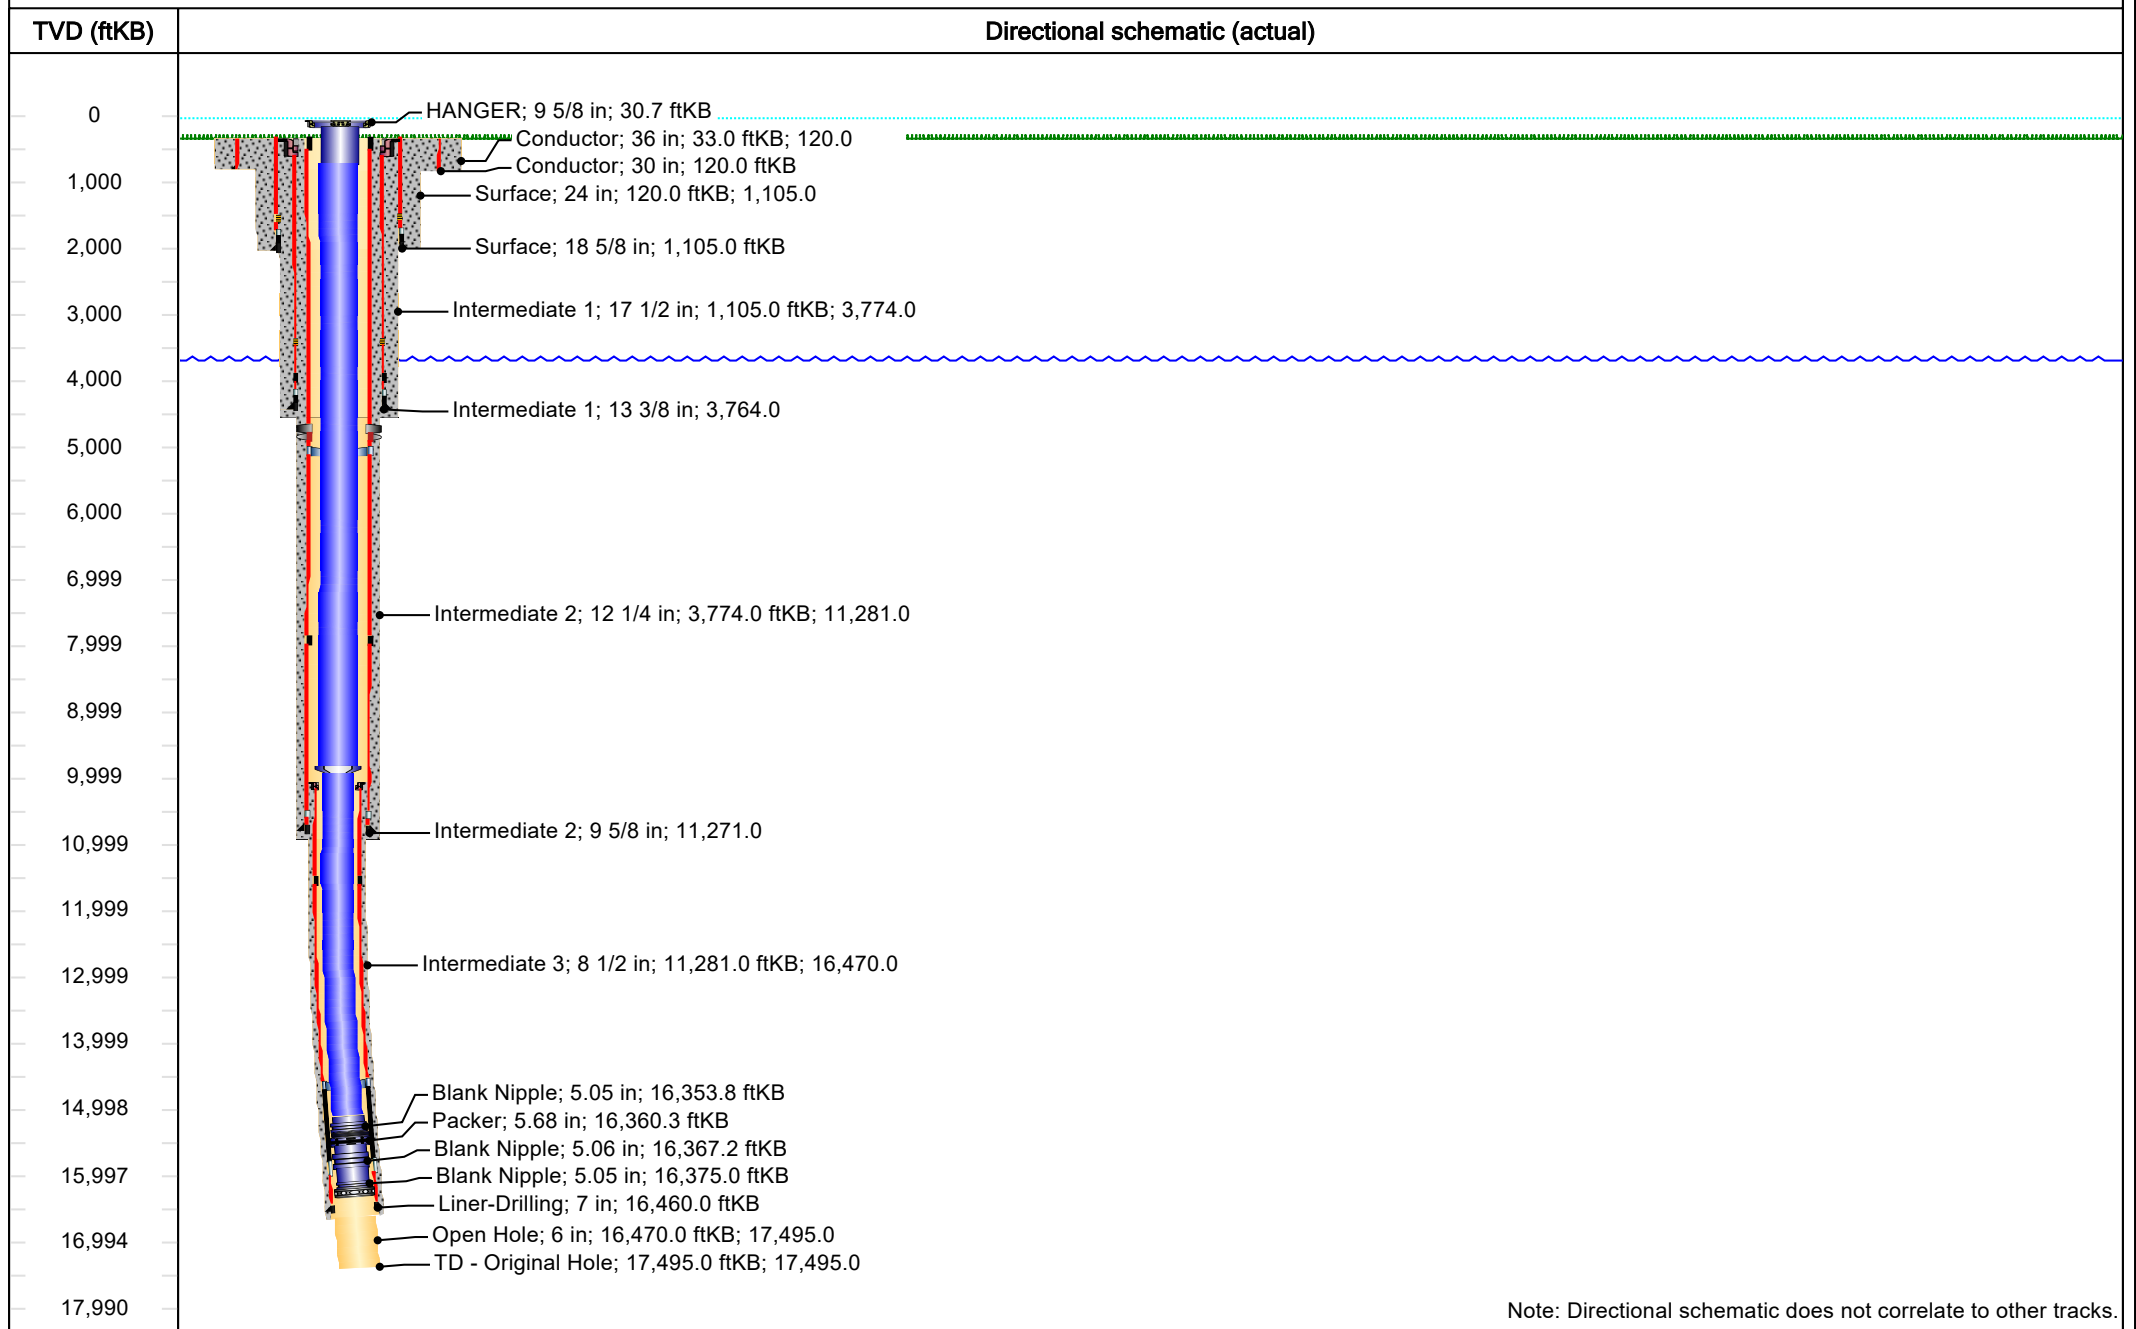 TVD (ftKB)
Directional schematic (actual)
0
1,000
2,000
3,000
4,000
5,000
6,000
6,999
7,999
8,999
9,999
10,999
11,999
12,999
13,999
14,998
15,997
16,994
17,990
HANGER; 9 5/8 in; 30.7 ftKB
Conductor; 36 in; 33.0 ftKB; 120.0
Conductor; 30 in; 120.0 ftKB
Surface; 24 in; 120.0 ftKB; 1,105.0
Surface; 18 5/8 in; 1,105.0 ftKB
Intermediate 1; 17 1/2 in; 1,105.0 ftKB; 3,774.0
Intermediate 1; 13 3/8 in; 3,764.0
Intermediate 2; 12 1/4 in; 3,774.0 ftKB; 11,281.0
Intermediate 2; 9 5/8 in; 11,271.0
Intermediate 3; 8 1/2 in; 11,281.0 ftKB; 16,470.0
Blank Nipple; 5.05 in; 16,353.8 ftKB
Packer; 5.68 in; 16,360.3 ftKB
Blank Nipple; 5.06 in; 16,367.2 ftKB
Blank Nipple; 5.05 in; 16,375.0 ftKB
Liner-Drilling; 7 in; 16,460.0 ftKB
Open Hole; 6 in; 16,470.0 ftKB; 17,495.0
TD - Original Hole; 17,495.0 ftKB; 17,495.0
Note: Directional schematic does not correlate to other tracks.